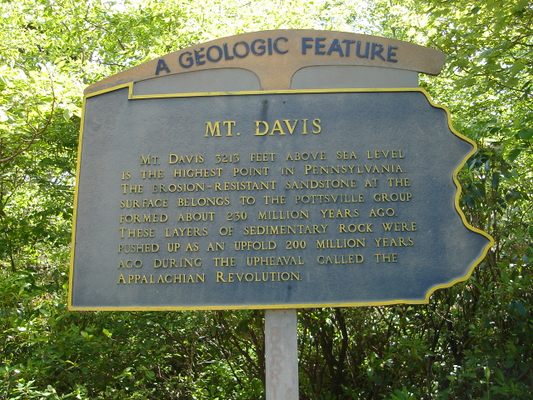 A GEOLOGIC FEATURE
MT. DAVIS
MT. DAVIS 3213 FEET ABOVE SEA LEVEL
IS THE HIGHEST POINT IN PENNSYLVANIA.
THE EROSION-RESISTANT SANDSTONE AT THE
SURFACE BELONGS TO THE POTTSVILLE GROUP
FORMED ABOUT 230 MILLION YEARS AGO.
THESE LAYERS OF SEDIMENTARY ROCK WERE
PUSHED UP AS AN UPFOLD 200 MILLION YEARS
AGO DURING THE UPHEAVAL CALLED THE
APPALACHIAN REVOLUTION.